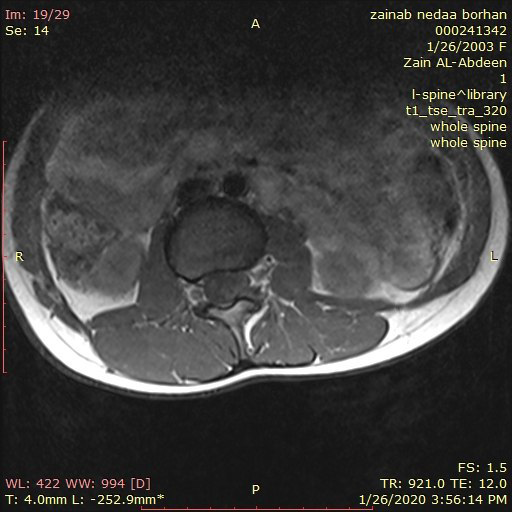 Im: 19/29
Se: 14
A
zainab nedaa borhan
000241342
1/26/2003 F
Zain AL-Abdeen
1
l-spine^library
t1_tse_tra_320
whole spine
whole spine
R
L
WL: 422 WW: 994 [D]
T: 4.0mm L: -252.9mm*
P
FS: 1.5
TR: 921.0 TE: 12.0
1/26/2020 3:56:14 PM